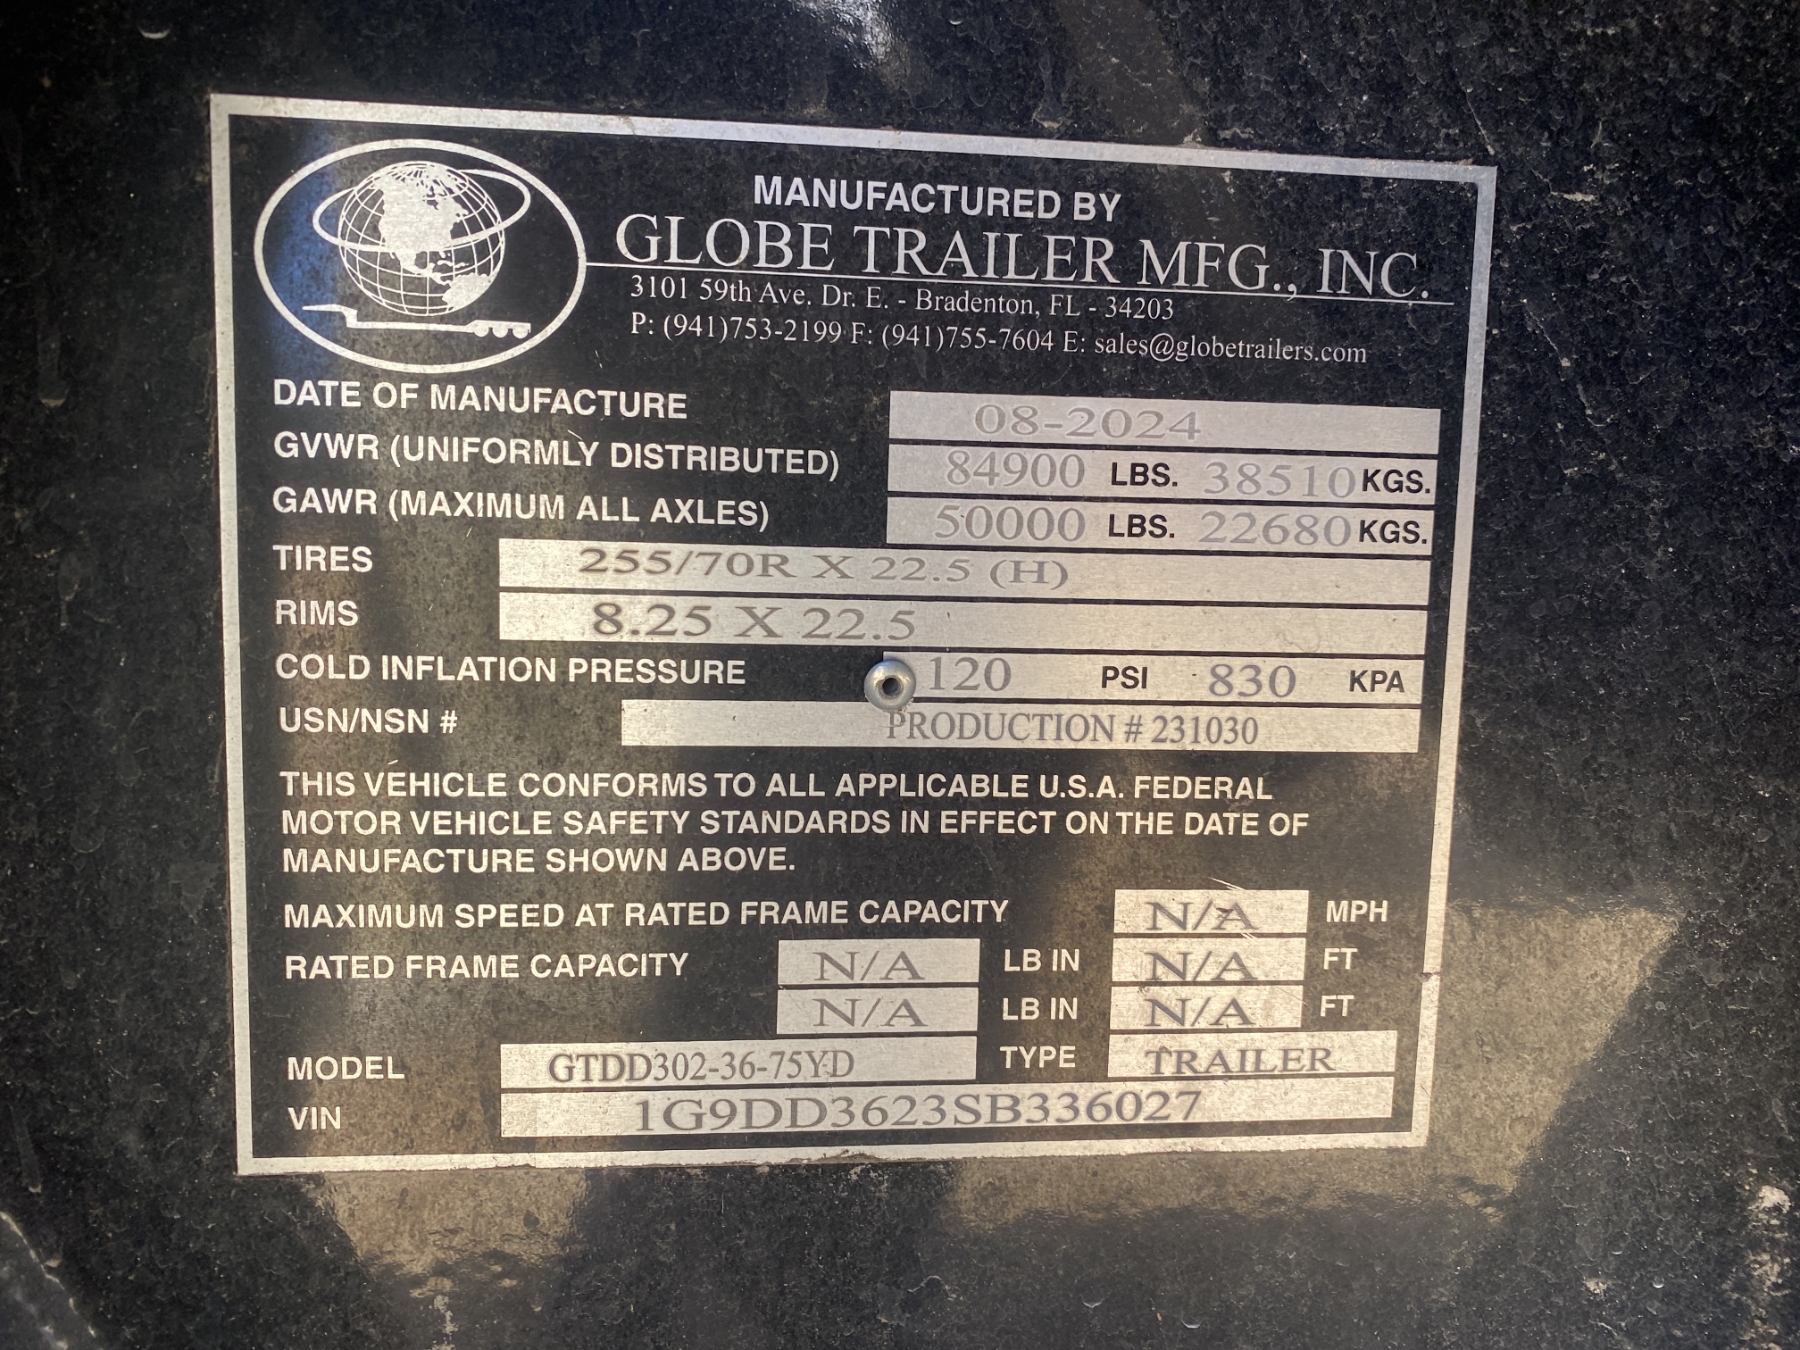 MANUFACTURED BY
GLOBE TRAILER MFG., INC.
3101 59th Ave. Dr. E. - Bradenton, FL - 34203
P: (941)753-2199 F: (941)755-7604 E: sales@globetrailers.com
DATE OF MANUFACTURE 08-2024
GVWR (UNIFORMLY DISTRIBUTED) 84900 LBS. 38510 KGS.
GAWR (MAXIMUM ALL AXLES) 50000 LBS. 22680 KGS.
TIRES 255/70R X 22.5 (H)
RIMS 8.25 X 22.5
COLD INFLATION PRESSURE 120 PSI 830 KPA
USN/NSN # PRODUCTION # 231030
THIS VEHICLE CONFORMS TO ALL APPLICABLE U.S.A. FEDERAL
MOTOR VEHICLE SAFETY STANDARDS IN EFFECT ON THE DATE OF
MANUFACTURE SHOWN ABOVE.
MAXIMUM SPEED AT RATED FRAME CAPACITY N/A MPH
RATED FRAME CAPACITY N/A LB IN N/A FT
N/A LB IN N/A FT
MODEL GTDD302-36-75YD TYPE TRAILER
VIN 1G9DD3623SB336027